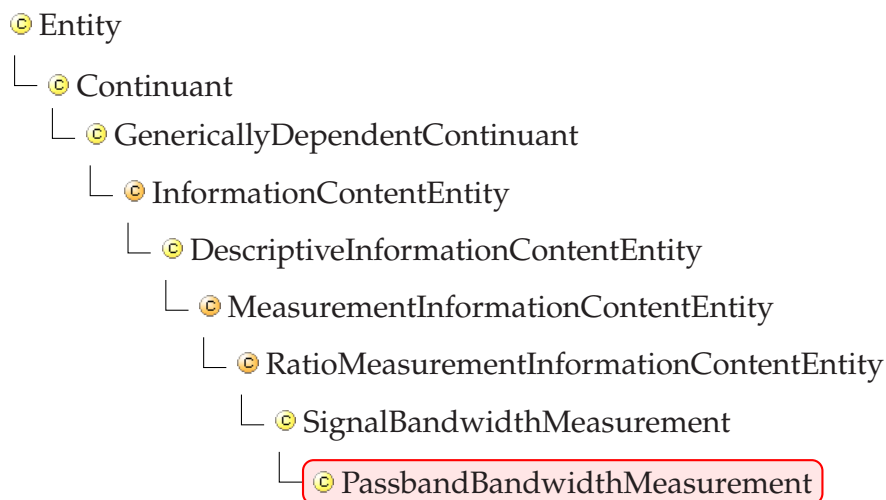 © Entity
© Continuant
© GenericallyDependentContinuant
© InformationContentEntity
© DescriptiveInformationContentEntity
© MeasurementInformationContentEntity
© RatioMeasurementInformationContentEntity
© SignalBandwidthMeasurement
© PassbandBandwidthMeasurement